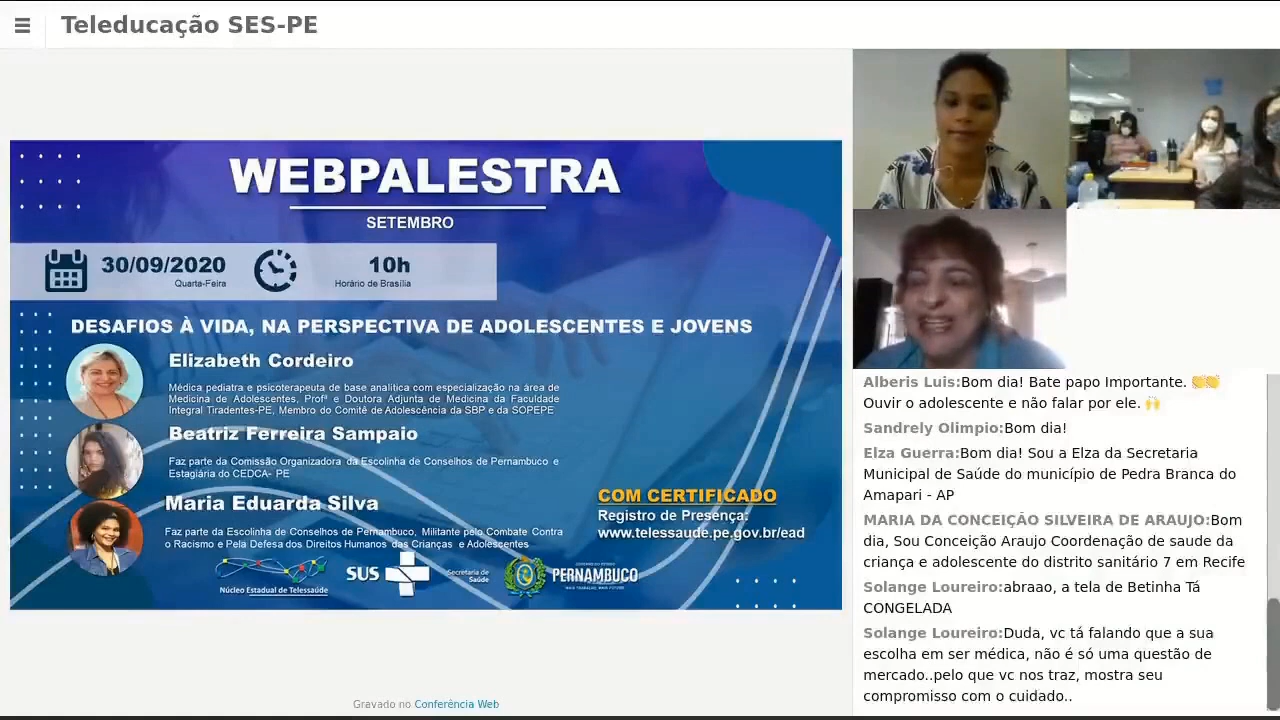 Teleducação SES-PE
WEBPALESTRA
SETEMBRO
30/09/2020
Quarta-Feira
10h
Horário de Brasília
DESAFIOS À VIDA, NA PERSPECTIVA DE ADOLESCENTES E JOVENS
Elizabeth Cordeiro
Médica pediatra e psicoterapeuta de base analítica com especialização na área de
Medicina de Adolescentes, Profª e Doutora Adjunta de Medicina da Faculdade
Integral Tiradentes-PE, Membro do Comitê de Adolescência da SBP e da SOPEPE
Beatriz Ferreira Sampaio
Faz parte da Comissão Organizadora da Escolinha de Conselhos de Pernambuco e
Estagiária do CEDCA- PE
Maria Eduarda Silva
Faz parte da Escolinha de Conselhos de Pernambuco, Militante pelo Combate Contra
o Racismo e Pela Defesa dos Direitos Humanos das Crianças e Adolescentes
COM CERTIFICADO
Registro de Presença:
www.telessaude.pe.gov.br/ead
Núcleo Estadual de Telessaúde
SUS
Secretaria de
Saúde
PERNAMBUCO
Gravado no Conferência Web
Alberis Luis:Bom dia! Bate papo Importante. 👏👏
Ouvir o adolescente e não falar por ele. 🙌
Sandrely Olimpio:Bom dia!
Elza Guerra:Bom dia! Sou a Elza da Secretaria
Municipal de Saúde do município de Pedra Branca do
Amapari - AP
MARIA DA CONCEIÇÃO SILVEIRA DE ARAUJO:Bom
dia, Sou Conceição Araujo Coordenação de saude da
criança e adolescente do distrito sanitário 7 em Recife
Solange Loureiro:abraao, a tela de Betinha Tá
CONGELADA
Solange Loureiro:Duda, vc tá falando que a sua
escolha em ser médica, não é só uma questão de
mercado..pelo que vc nos traz, mostra seu
compromisso com o cuidado..